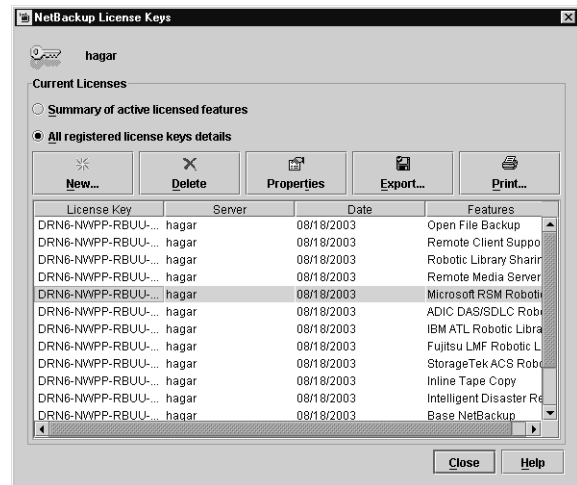 NetBackup License Keys
hagar
Current Licenses
Summary of active licensed features
All registered license keys details
New... Delete Properties Export... Print...
License Key Server Date Features
DRN6-NWPP-RBUU-... hagar 08/18/2003 Open File Backup
DRN6-NWPP-RBUU-... hagar 08/18/2003 Remote Client Suppo
DRN6-NWPP-RBUU-... hagar 08/18/2003 Robotic Library Sharin
DRN6-NWPP-RBUU-... hagar 08/18/2003 Remote Media Server
DRN6-NWPP-RBUU-... hagar 08/18/2003 Microsoft RSM Roboti
DRN6-NWPP-RBUU-... hagar 08/18/2003 ADIC DAS/SDLC Robo
DRN6-NWPP-RBUU-... hagar 08/18/2003 IBM ATL Robotic Libra
DRN6-NWPP-RBUU-... hagar 08/18/2003 Fujitsu LMF Robotic L
DRN6-NWPP-RBUU-... hagar 08/18/2003 StorageTek ACS Robo
DRN6-NWPP-RBUU-... hagar 08/18/2003 Inline Tape Copy
DRN6-NWPP-RBUU-... hagar 08/18/2003 Intelligent Disaster Re
DRN6-NWPP-RBUU-... hagar 08/18/2003 Base NetBackup
Close Help